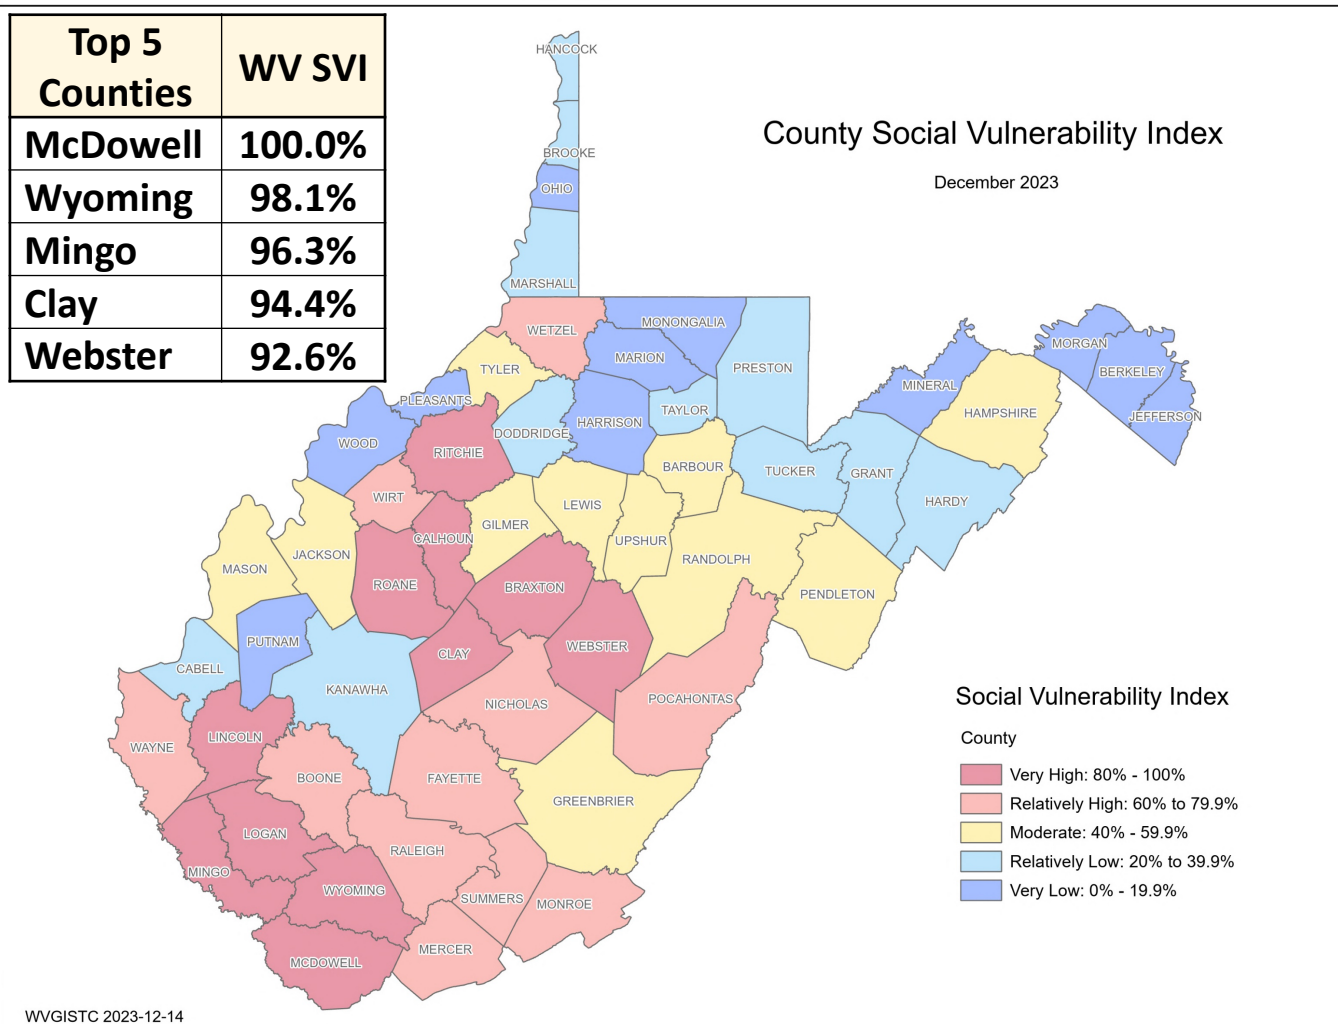 Top 5
Counties
WV SVI
McDowell 100.0%
Wyoming 98.1%
Mingo 96.3%
Clay 94.4%
Webster 92.6%
County Social Vulnerability Index
December 2023
HANCOCK
BROOKE
OHIO
MARSHALL
WETZEL
MONONGALIA
MARION
PRESTON
TYLER
PLEASANTS
TAYLOR
HARRISON
DODDRIDGE
WOOD
RITCHIE
MORGAN
BERKELEY
JEFFERSON
MINERAL
HAMPSHIRE
BARBOUR
TUCKER
GRANT
HARDY
WIRT
LEWIS
GILMER
CALHOUN
UPSHUR
RANDOLPH
JACKSON
MASON
ROANE
BRAXTON
PENDLETON
PUTNAM
CLAY
WEBSTER
CABELL
KANAWHA
NICHOLAS
POCAHONTAS
WAYNE
LINCOLN
BOONE
FAYETTE
GREENBRIER
LOGAN
RALEIGH
MINGO
WYOMING
SUMMERS
MONROE
MERCER
MCDOWELL
Social Vulnerability Index
County
Very High: 80% - 100%
Relatively High: 60% to 79.9%
Moderate: 40% - 59.9%
Relatively Low: 20% to 39.9%
Very Low: 0% - 19.9%
WVGISTC 2023-12-14